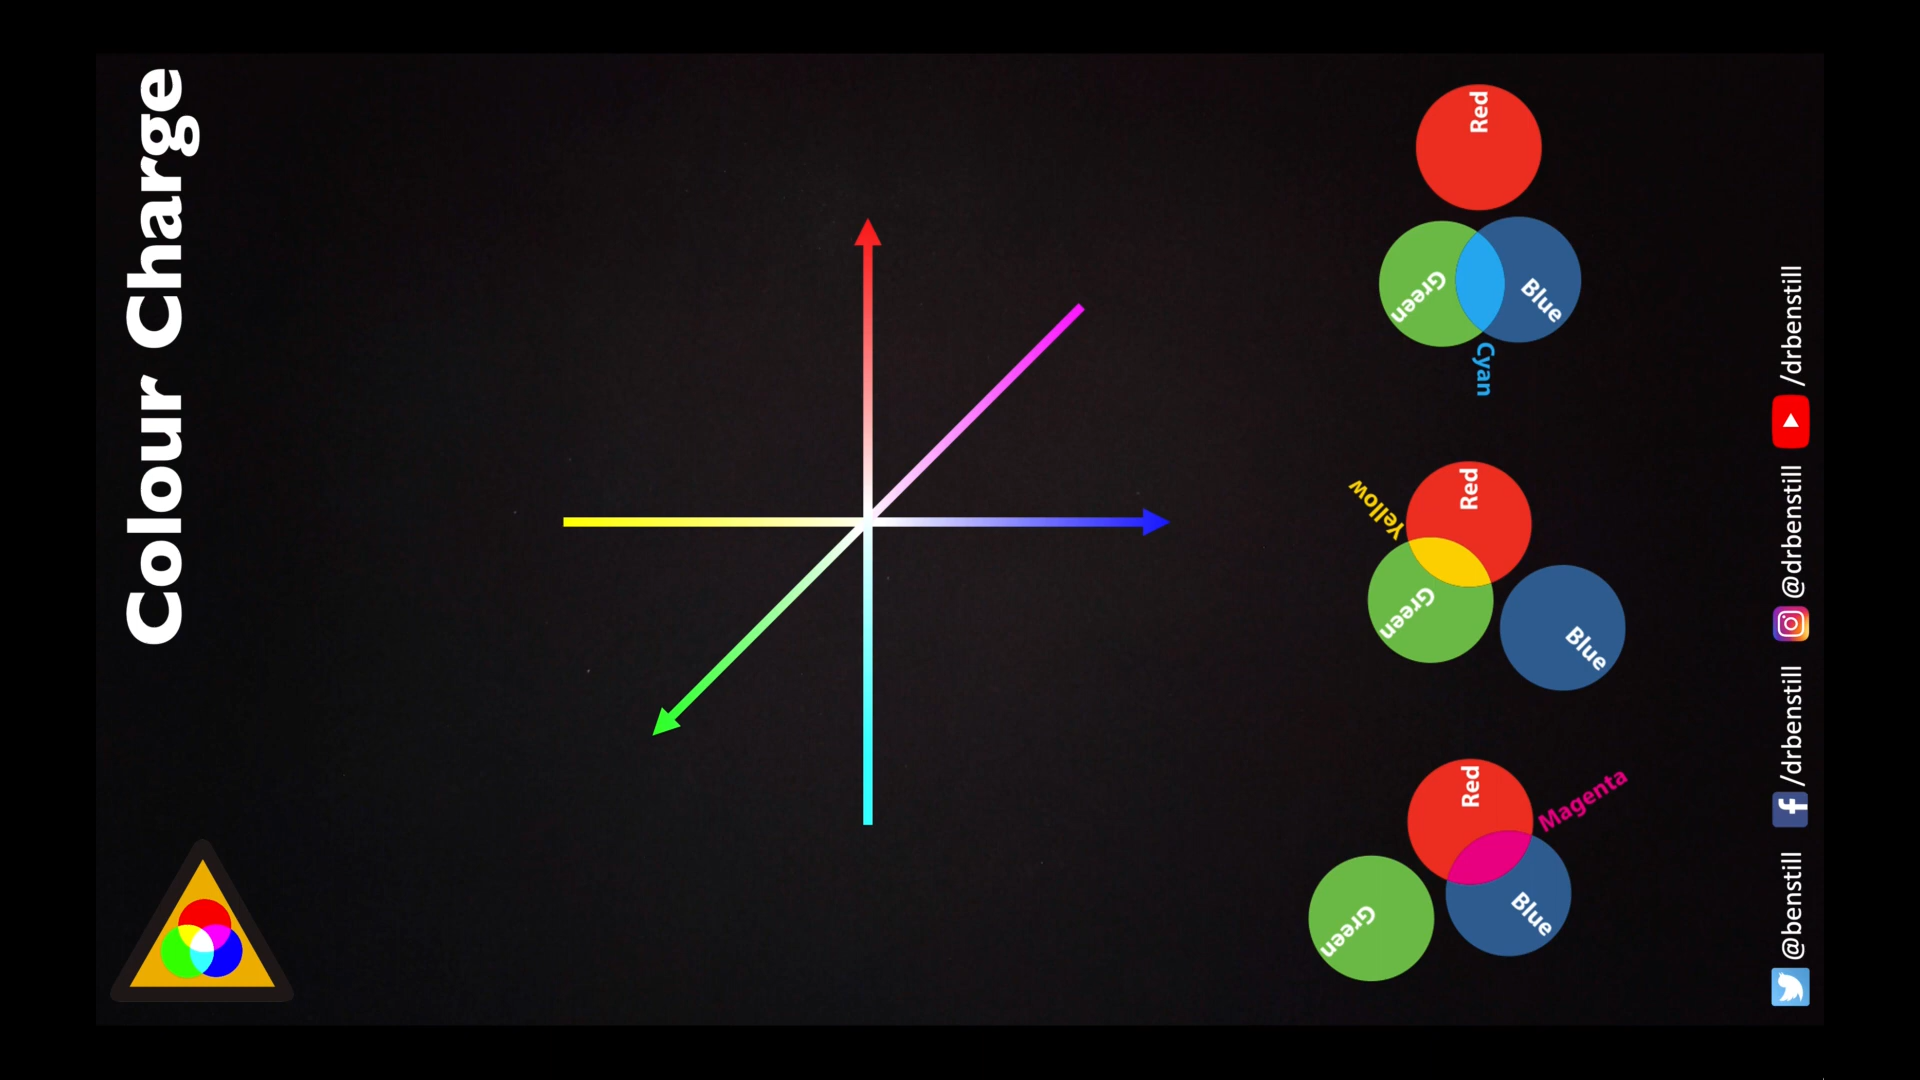 Colour Charge
Red
Green
Blue
Cyan
Yellow
Red
Green
Blue
Red
Magenta
Green
Blue
@benstill
/drbenstill
@drbenstill
/drbenstill